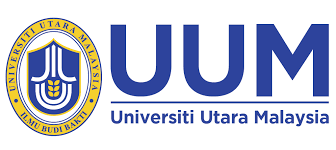 UNIVERSITI UTARA MALAYSIA
ILMU BUDI BAKTI
UUM
Universiti Utara Malaysia